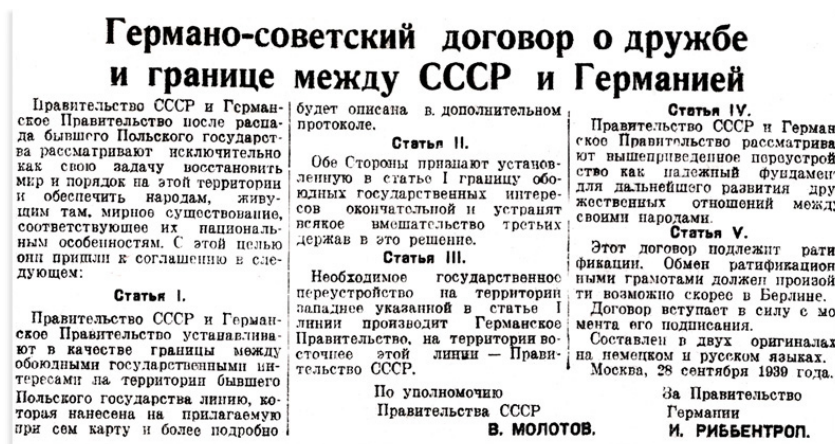 Германо-советский договор о дружбе
и границе между СССР и Германией
Правительство СССР и Герман-
ское Правительство после распа-
да бывшего Польского государст-
ва рассматривают исключительно
как свою задачу восстановить
мир и порядок на этой территории
и обеспечить народам, живу-
щим там, мирное существование,
соответствующее их националь-
ным особенностям. С этой целью
они пришли к соглашению в сле-
дующем:
Статья I.
Правительство СССР и Герман-
ское Правительство устанавлива-
ют в качестве границы между
обоюдными государственными ин-
тересами на территории бывшего
Польского государства линию, ко-
торая нанесена на прилагаемую
при сем карту и более подробно
будет описана в дополнительном
протоколе.
Статья II.
Обе Стороны признают установ-
ленную в статье I границу обо-
юдных государственных интере-
сов окончательной и устранят
всякое вмешательство третьих
держав в это решение.
Статья III.
Необходимое государственное
переустройство на территории
западнее указанной в статье I
линии производит Германское
Правительство, на территории во-
сточнее этой линии — Прави-
тельство СССР.
Статья IV.
Правительство СССР и Герман
ское Правительство рассматрива
ют вышеприведенное переустрой
ство как надежный фундамент
для дальнейшего развития дру
жественных отношений между
своими народами.
Статья V.
Этот договор подлежит рати
фикации. Обмен ратификацион
ными грамотами должен произой
ти возможно скорее в Берлине.
Договор вступает в силу с мо
мента его подписания.
Составлен в двух оригиналах
на немецком и русском языках.
Москва, 28 сентября 1939 года.
По уполномочию
Правительства СССР
В. МОЛОТОВ.
За Правительство
Германии
И. РИББЕНТРОП.